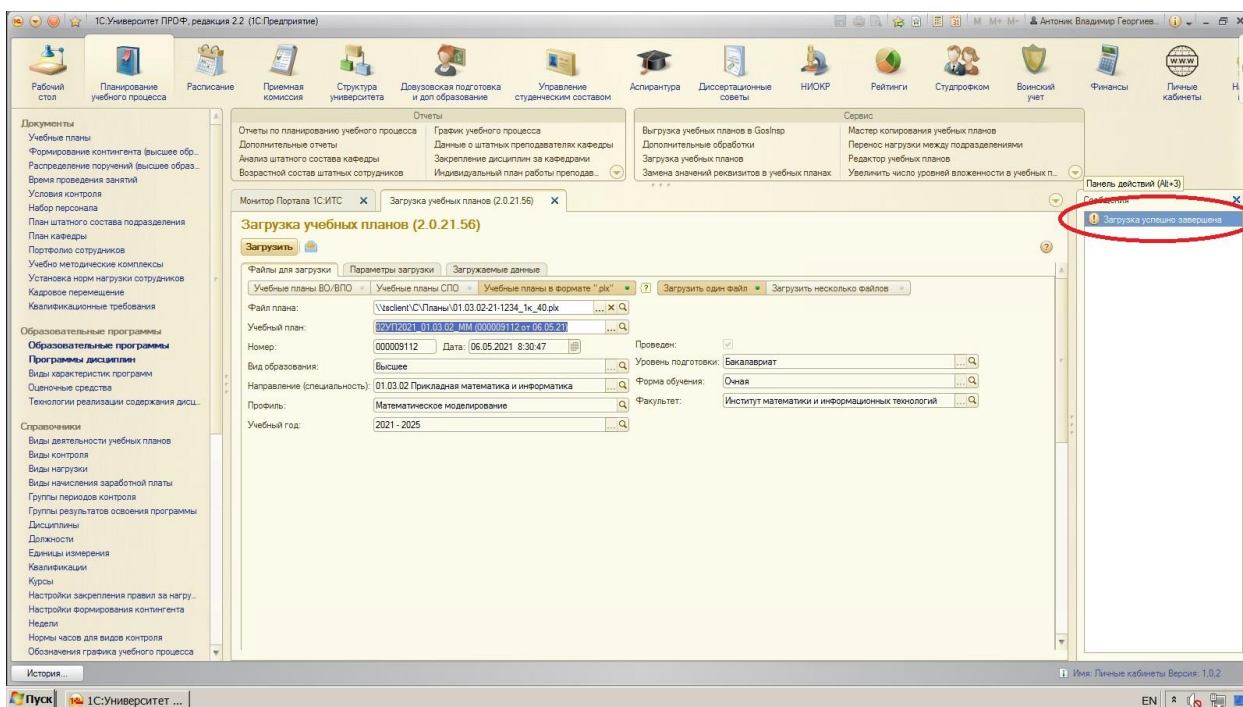 1С:Университет ПРОФ, редакция 2.2 (1С:Предприятие)
M M+ M- Антоник Владимир Георгиев...
Рабочий стол
Планирование учебного процесса
Расписание
Приемная комиссия
Структура университета
Довузовская подготовка и доп образование
Управление студенческим составом
Аспирантура
Диссертационные советы
НИОКР
Рейтинги
Студпрофком
Воинский учет
Финансы
www
Личные кабинеты
Документы
Учебные планы
Формирование контингента (высшее обр...
Распределение поручений (высшее образ...
Время проведения занятий
Условия контроля
Набор персонала
План штатного состава подразделения
План кафедры
Портфолио сотрудников
Учебно методические комплексы
Установка норм нагрузки сотрудников
Кадровое перемещение
Квалификационные требования
Образовательные программы
Образовательные программы
Программы дисциплин
Виды характеристик программ
Оценочные средства
Технологии реализации содержания дисц...
Справочники
Виды деятельности учебных планов
Виды контроля
Виды нагрузки
Виды начисления заработной платы
Группы периодов контроля
Группы результатов освоения программы
Дисциплины
Должности
Единицы измерения
Квалификации
Курсы
Настройки закрепления правил за нагру...
Настройки формирования контингента
Недели
Нормы часов для видов контроля
Обозначения графика учебного процесса
Отчеты
Отчеты по планированию учебного процесса
Дополнительные отчеты
Анализ штатного состава кафедры
Возрастной состав штатных сотрудников
График учебного процесса
Данные о штатных преподавателях кафедры
Закрепление дисциплин за кафедрами
Индивидуальный план работы преподав...
Сервис
Выгрузка учебных планов в GosInsp
Дополнительные обработки
Загрузка учебных планов
Замена значений реквизитов в учебных планах
Мастер копирования учебных планов
Перенос нагрузки между подразделениями
Редактор учебных планов
Увеличить число уровней вложенности в учебных п...
Монитор Портала 1С:ИТС
Загрузка учебных планов (2.0.21.56)
Загрузка учебных планов (2.0.21.56)
Загрузить
Файлы для загрузки Параметры загрузки Загружаемые данные
Учебные планы ВО/ВПО Учебные планы СПО Учебные планы в формате ".plx" ? Загрузить один файл Загрузить несколько файлов
Файл плана: \\tsclient\C\Планы\01.03.02-21-1234_1к_40.plx
Учебный план: 02УП2021_01.03.02_ММ (000009112 от 06.05.21)
Номер: 000009112 Дата: 06.05.2021 8:30:47 Проведен:
Вид образования: Высшее Уровень подготовки: Бакалавриат
Направление (специальность): 01.03.02 Прикладная математика и информатика Форма обучения: Очная
Профиль: Математическое моделирование Факультет: Институт математики и информационных технологий
Учебный год: 2021 - 2025
Панель действий (Alt+3)
Загрузка успешно завершена
История...
Имя: Личные кабинеты Версия: 1,0,2
Пуск 1С:Университет ... EN